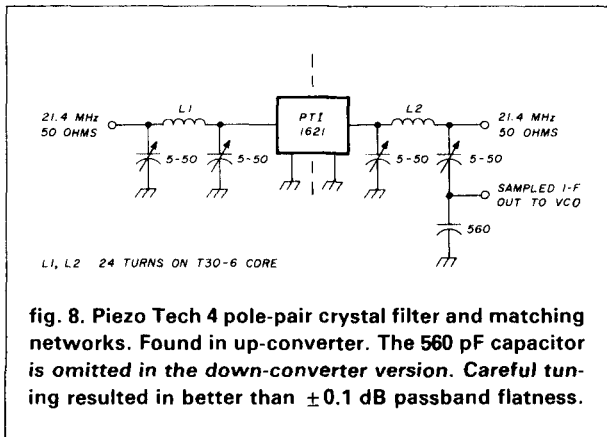 L1
L2
21.4 MHz
50 OHMS
PTI
1621
21.4 MHz
50 OHMS
5-50
5-50
5-50
5-50
SAMPLED I-F
OUT TO VCO
560
L1, L2 24 TURNS ON T30-6 CORE
fig. 8. Piezo Tech 4 pole-pair crystal filter and matching
networks. Found in up-converter. The 560 pF capacitor
is omitted in the down-converter version. Careful tun-
ing resulted in better than ±0.1 dB passband flatness.